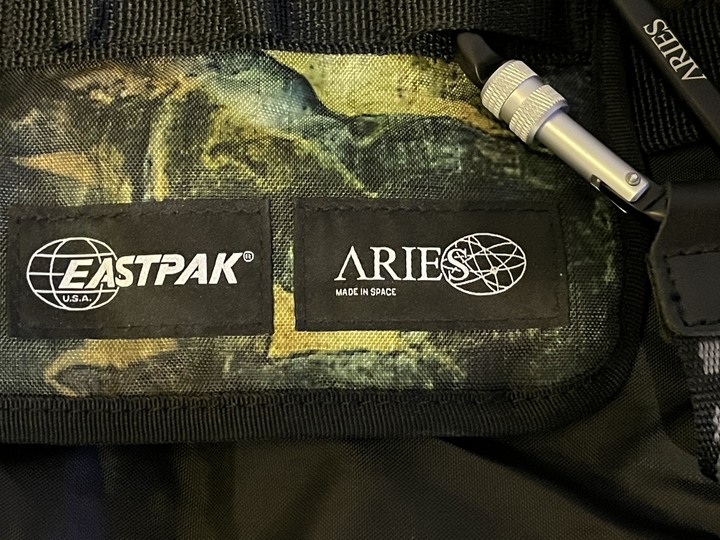 EASTPAK®
U.S.A.
ARIES
MADE IN SPACE
ARIES